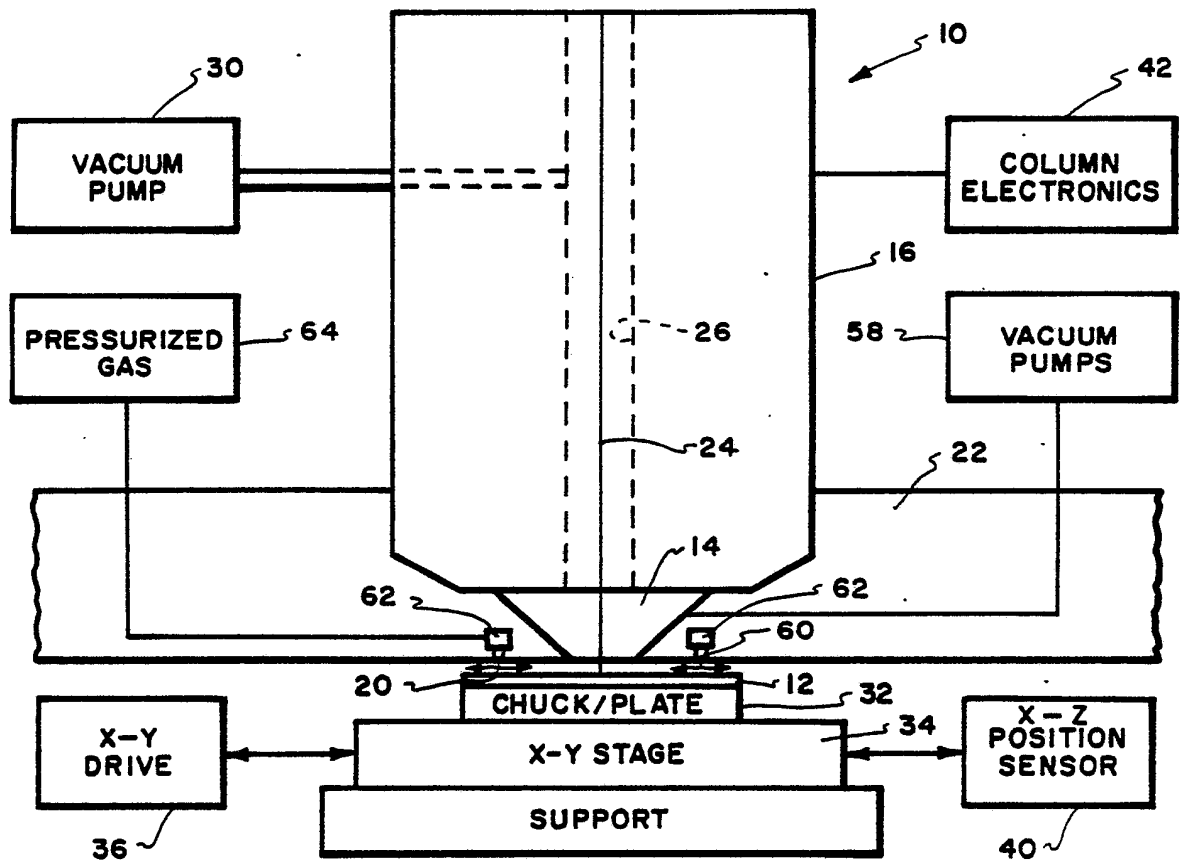 10
30
42
VACUUM
PUMP
COLUMN
ELECTRONICS
16
PRESSURIZED
GAS
64
26
58
VACUUM
PUMPS
24
22
14
62
62
60
20
12
CHUCK/PLATE
32
X-Y
DRIVE
X-Y STAGE
34
X-Z
POSITION
SENSOR
SUPPORT
36
40